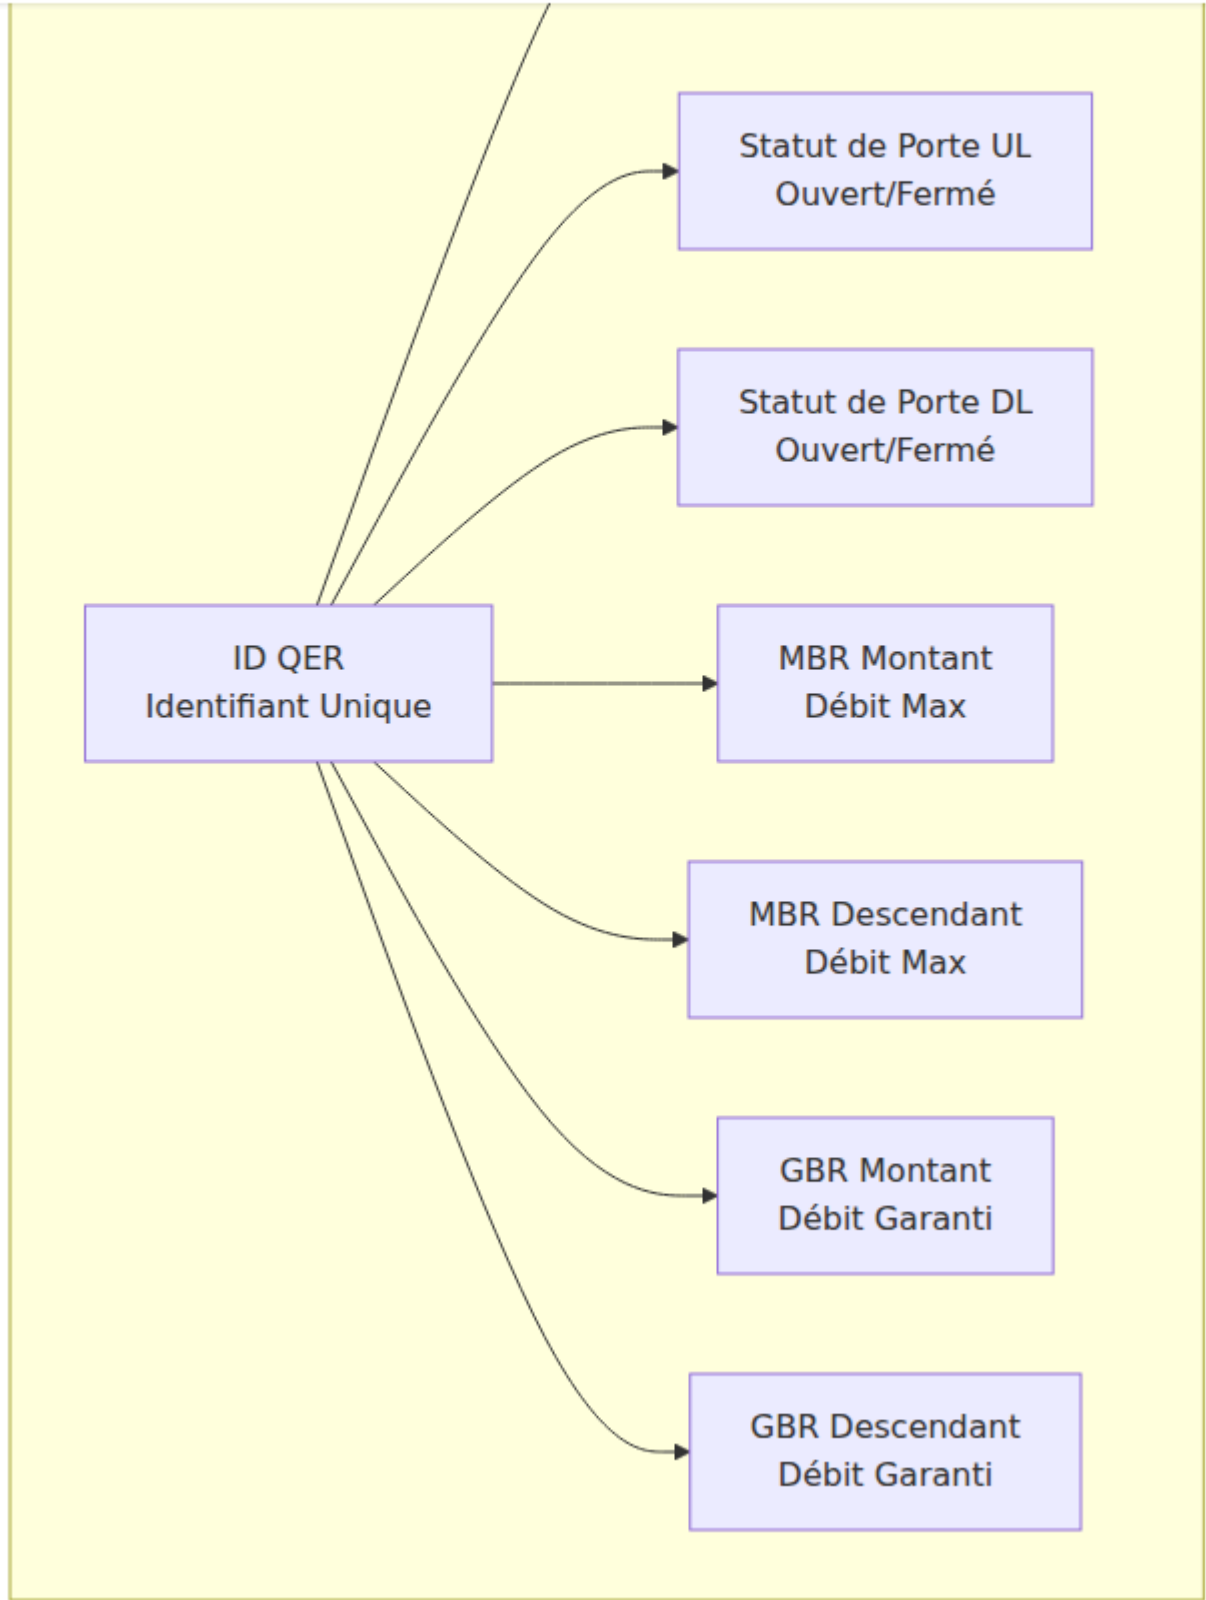 Statut de Porte UL
Ouvert/Fermé
Statut de Porte DL
Ouvert/Fermé
ID QER
Identifiant Unique
MBR Montant
Débit Max
MBR Descendant
Débit Max
GBR Montant
Débit Garanti
GBR Descendant
Débit Garanti